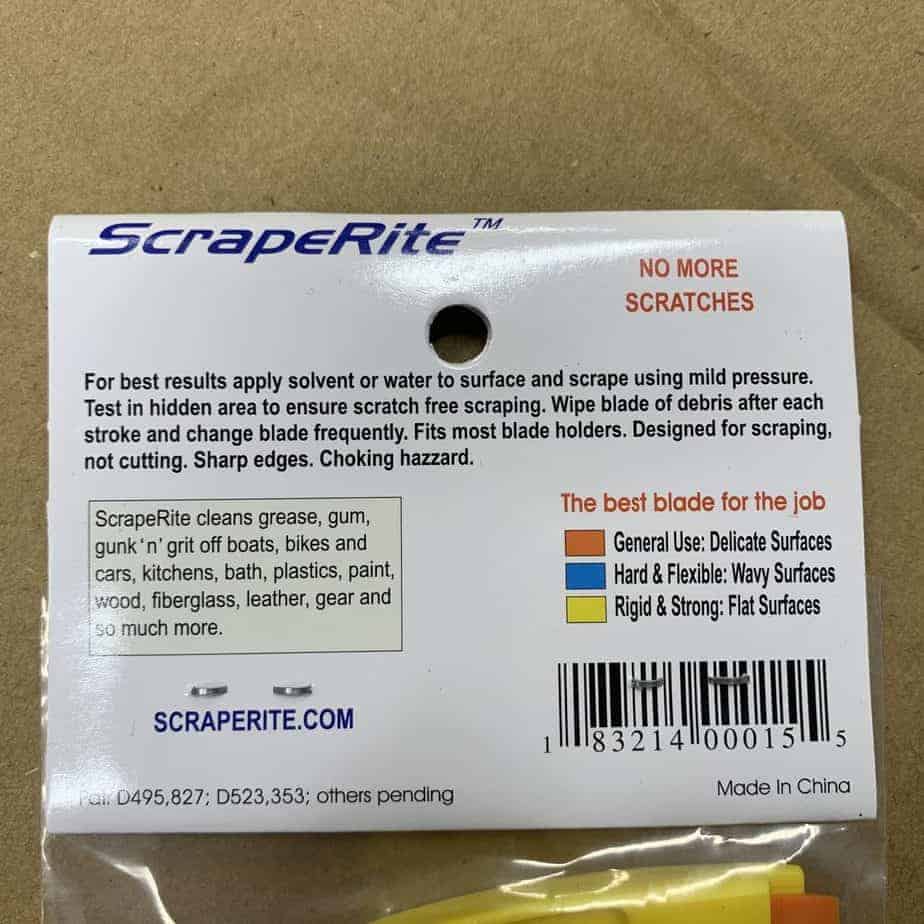 ScrapeRite™
NO MORE
SCRATCHES
For best results apply solvent or water to surface and scrape using mild pressure.
Test in hidden area to ensure scratch free scraping. Wipe blade of debris after each
stroke and change blade frequently. Fits most blade holders. Designed for scraping,
not cutting. Sharp edges. Choking hazzard.
ScrapeRite cleans grease, gum,
gunk 'n' grit off boats, bikes and
cars, kitchens, bath, plastics, paint,
wood, fiberglass, leather, gear and
so much more.
The best blade for the job
General Use: Delicate Surfaces
Hard & Flexible: Wavy Surfaces
Rigid & Strong: Flat Surfaces
SCRAPERITE.COM
1 83214 00015 5
Pat. D495,827; D523,353; others pending
Made In China